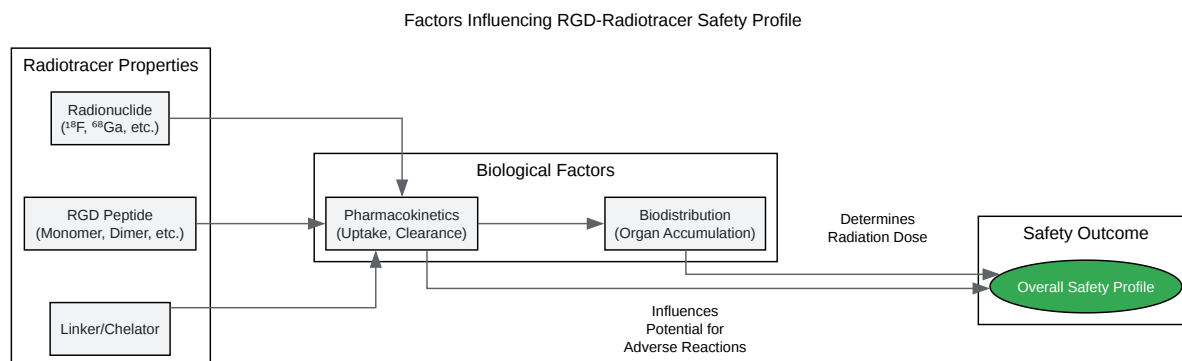 Factors Influencing RGD-Radiotracer Safety Profile
Radiotracer Properties
Radionuclide
(¹⁸F, ⁶⁸Ga, etc.)
RGD Peptide
(Monomer, Dimer, etc.)
Linker/Chelator
Biological Factors
Pharmacokinetics
(Uptake, Clearance)
Biodistribution
(Organ Accumulation)
Determines
Radiation Dose
Influences
Potential for
Adverse Reactions
Safety Outcome
Overall Safety Profile